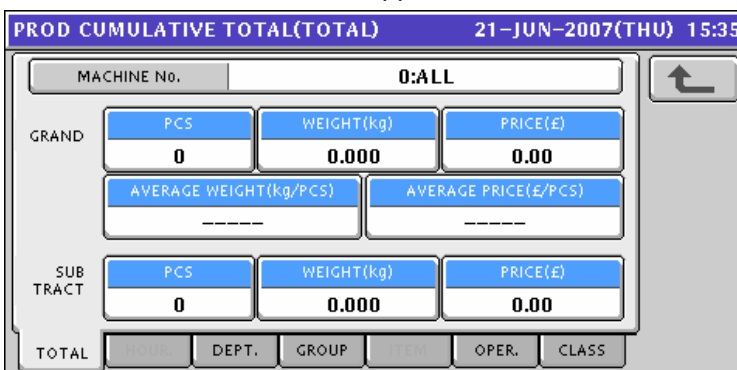 PROD CUMULATIVE TOTAL(TOTAL) 21-JUN-2007(THU) 15:35
MACHINE No. 0:ALL
GRAND
PCS WEIGHT(kg) PRICE(£)
0 0.000 0.00
AVERAGE WEIGHT(kg/PCS) AVERAGE PRICE(£/PCS)
----- -----
SUB
TRACT
PCS WEIGHT(kg) PRICE(£)
0 0.000 0.00
TOTAL HOUR. DEPT. GROUP ITEM OPER. CLASS